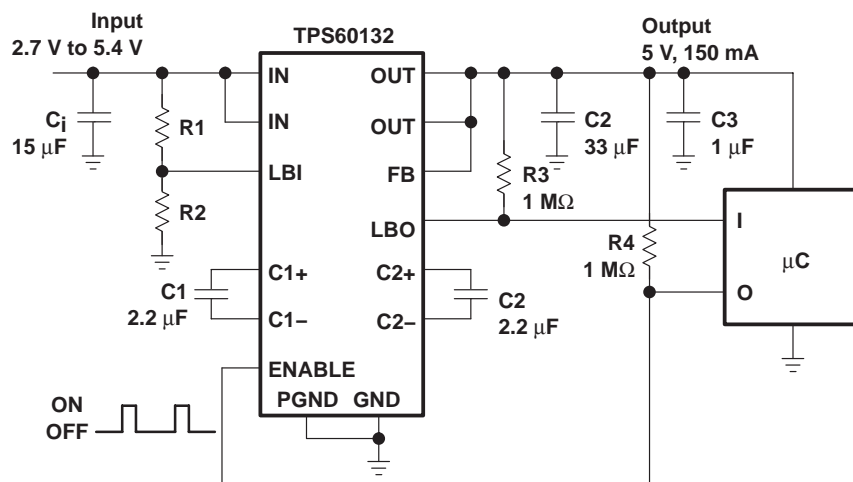 Input
2.7 V to 5.4 V
TPS60132
Output
5 V, 150 mA
IN
OUT
Ci
15 μF
R1
IN
OUT
C2
33 μF
C3
1 μF
LBI
FB
R3
1 MΩ
R2
LBO
I
R4
1 MΩ
μC
C1+
C2+
C1
2.2 μF
O
C1–
C2–
C2
2.2 μF
ENABLE
PGND GND
ON
OFF